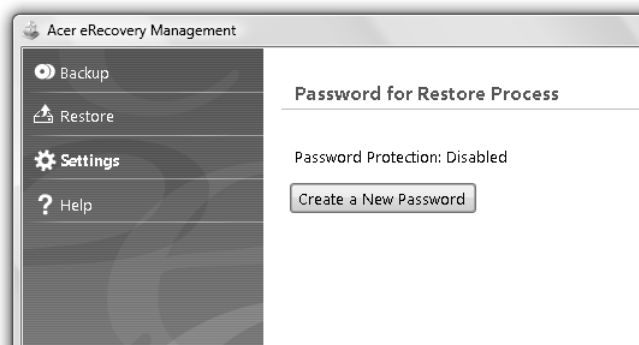 Acer eRecovery Management
Backup
Restore
Settings
Help
Password for Restore Process
Password Protection: Disabled
Create a New Password